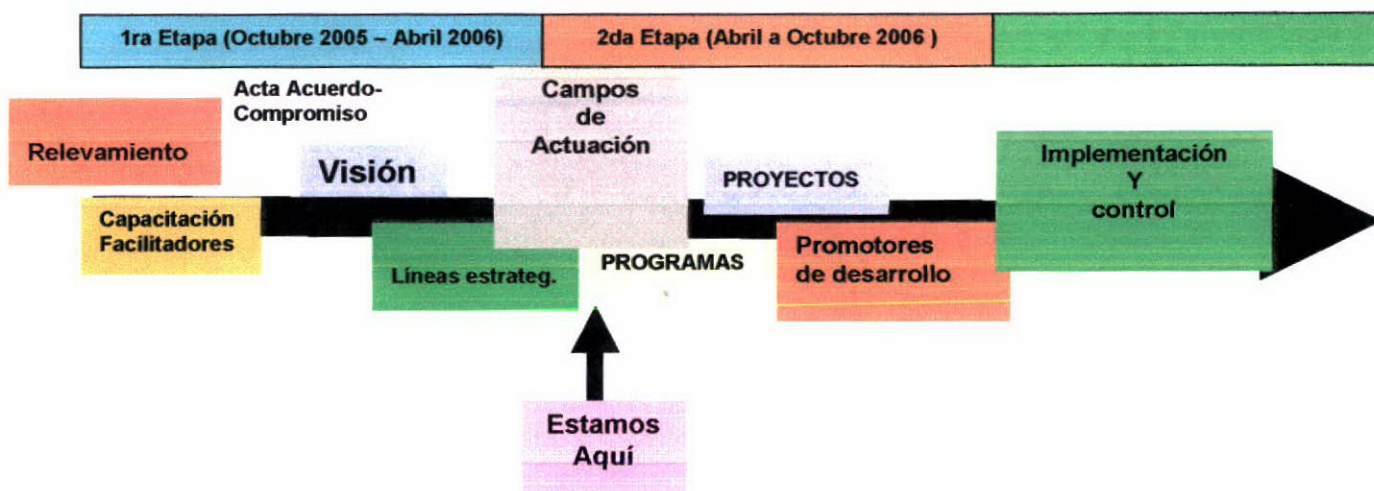 1ra Etapa (Octubre 2005 – Abril 2006)
2da Etapa (Abril a Octubre 2006 )
Acta Acuerdo-
Compromiso
Relevamiento
Visión
Capacitación
Facilitadores
Líneas estrateg.
Campos
de
Actuación
PROGRAMAS
PROYECTOS
Promotores
de desarrollo
Implementación
Y
control
Estamos
Aquí